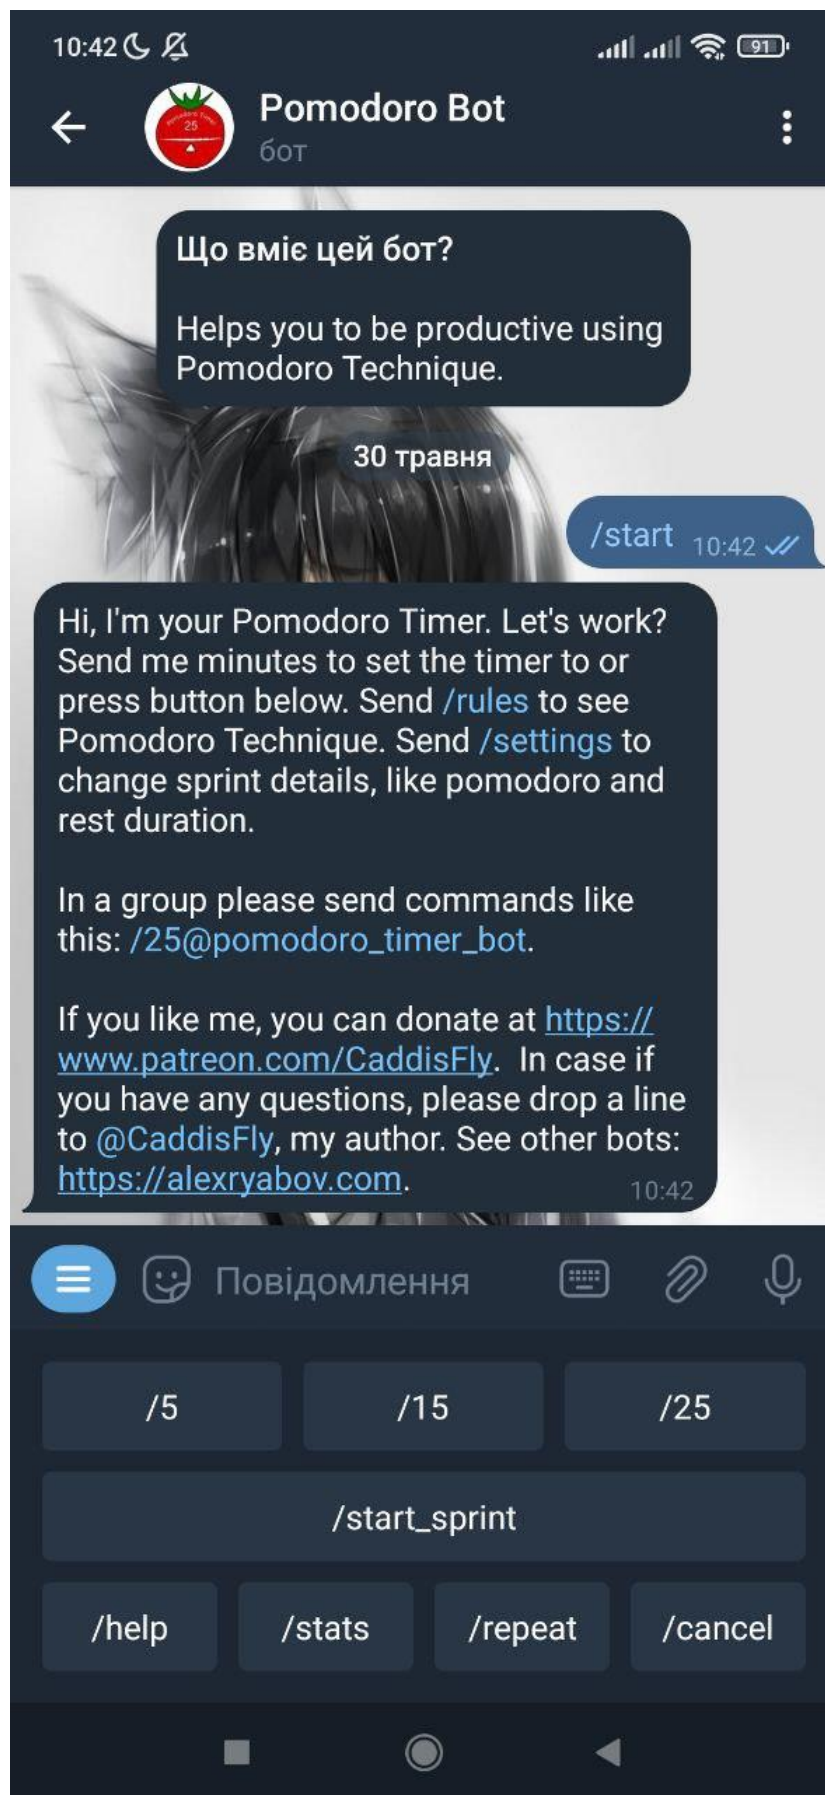 10:42
91
Pomodoro Timer
25
Pomodoro Bot
бот
Що вміє цей бот?
Helps you to be productive using
Pomodoro Technique.
30 травня
/start 10:42
Hi, I'm your Pomodoro Timer. Let's work?
Send me minutes to set the timer to or
press button below. Send /rules to see
Pomodoro Technique. Send /settings to
change sprint details, like pomodoro and
rest duration.
In a group please send commands like
this: /25@pomodoro_timer_bot.
If you like me, you can donate at https://
www.patreon.com/CaddisFly.  In case if
you have any questions, please drop a line
to @CaddisFly, my author. See other bots:
https://alexryabov.com.
10:42
Повідомлення
/5 /15 /25
/start_sprint
/help /stats /repeat /cancel